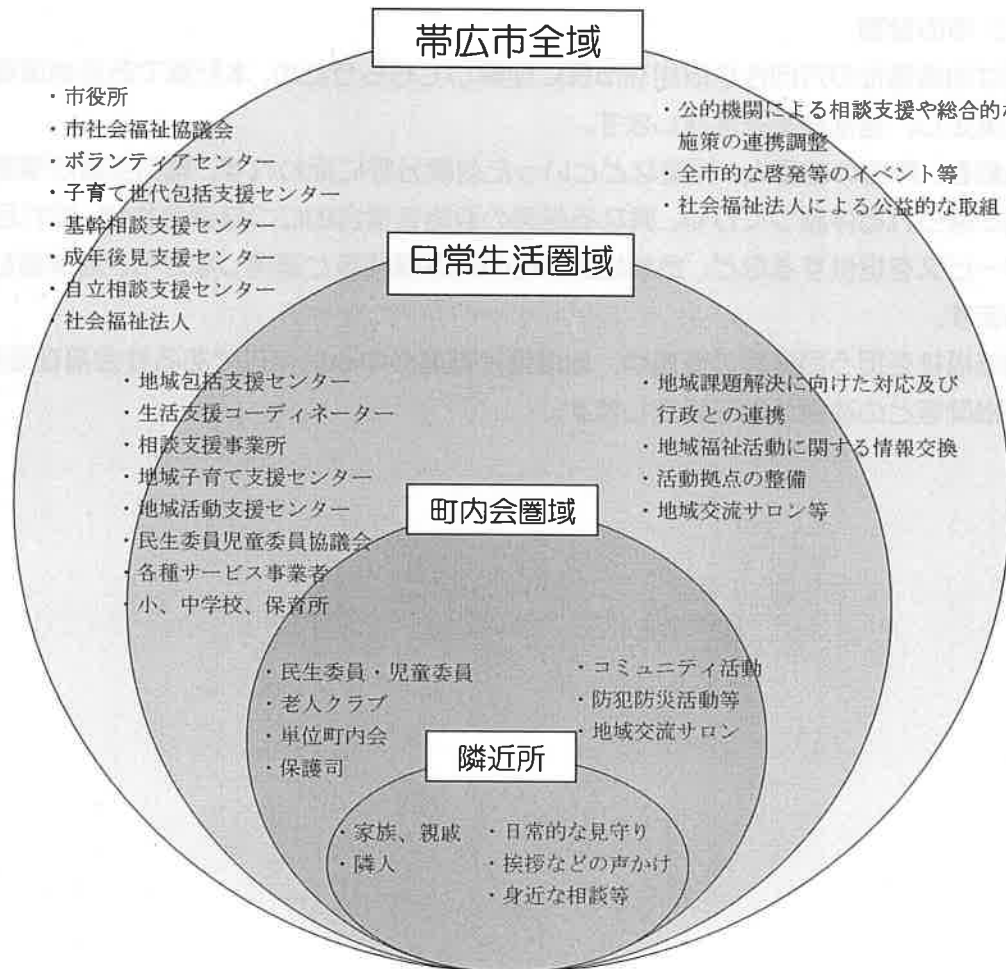 帯広市全域
・市役所
・市社会福祉協議会
・ボランティアセンター
・子育て世代包括支援センター
・基幹相談支援センター
・成年後見支援センター
・自立相談支援センター
・社会福祉法人
・公的機関による相談支援や総合的な
施策の連携調整
・全市的な啓発等のイベント等
・社会福祉法人による公益的な取組
日常生活圏域
・地域包括支援センター
・生活支援コーディネーター
・相談支援事業所
・地域子育て支援センター
・地域活動支援センター
・民生委員児童委員協議会
・各種サービス事業者
・小、中学校、保育所
・地域課題解決に向けた対応及び
行政との連携
・地域福祉活動に関する情報交換
・活動拠点の整備
・地域交流サロン等
町内会圏域
・民生委員・児童委員
・老人クラブ
・単位町内会
・保護司
・コミュニティ活動
・防犯防災活動等
・地域交流サロン
隣近所
・家族、親戚
・隣人
・日常的な見守り
・挨拶などの声かけ
・身近な相談等